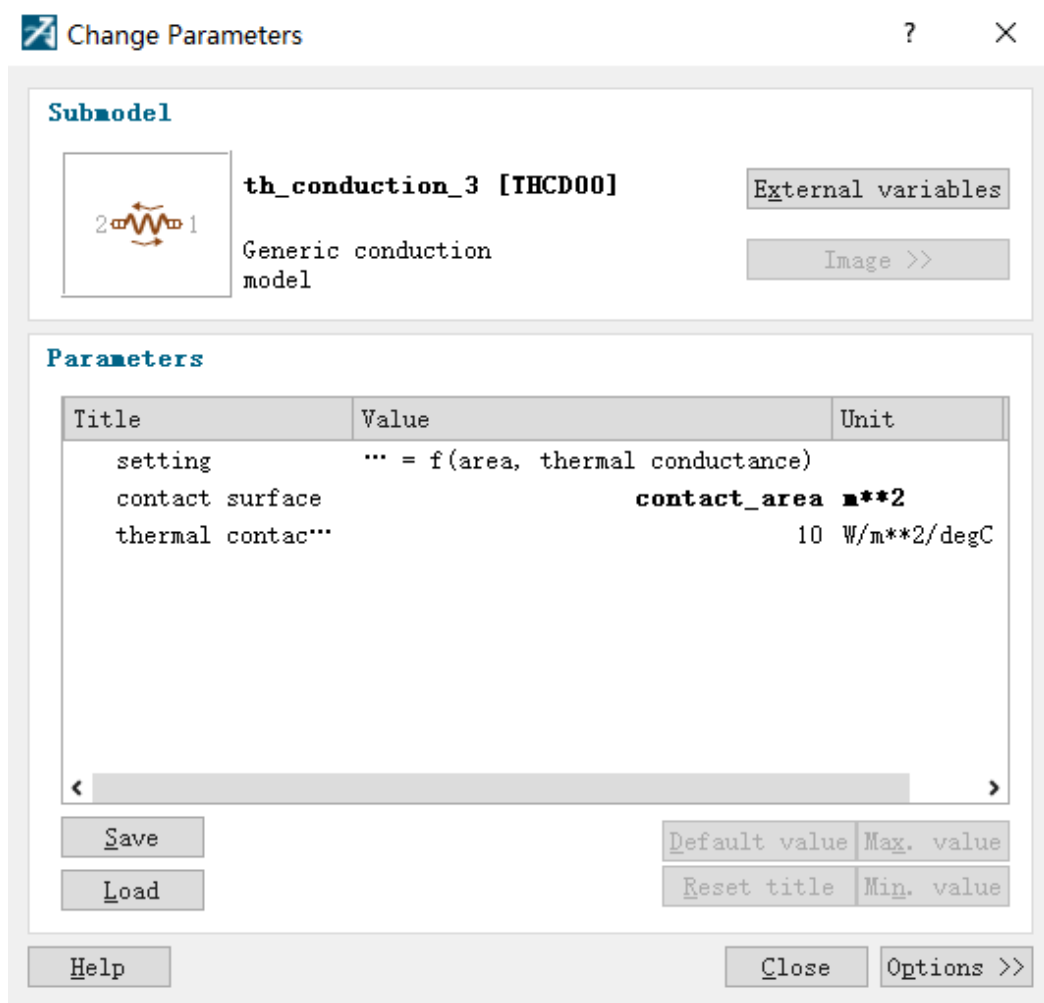 Change Parameters ? ×
Submodel
2 1
th_conduction_3 [THCD00]
External variables
Generic conduction
model
Image >>
Parameters
Title Value Unit
setting ··· = f(area, thermal conductance)
contact surface contact_area m**2
thermal contac··· 10 W/m**2/degC
Save
Default value Max. value
Load
Reset title Min. value
Help Close Options >>